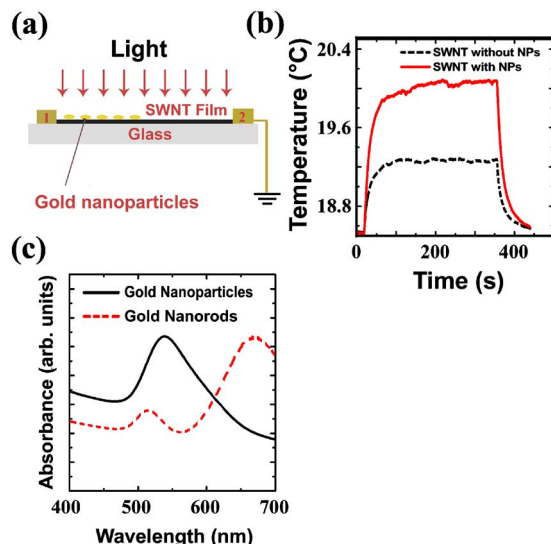 (a)
Light
1
SWNT Film
2
Glass
Gold nanoparticles
(b)
Temperature (°C)
20.4
19.6
18.8
SWNT without NPs
SWNT with NPs
0
200
400
Time (s)
(c)
Absorbance (arb. units)
Gold Nanoparticles
Gold Nanorods
400
500
600
700
Wavelength (nm)